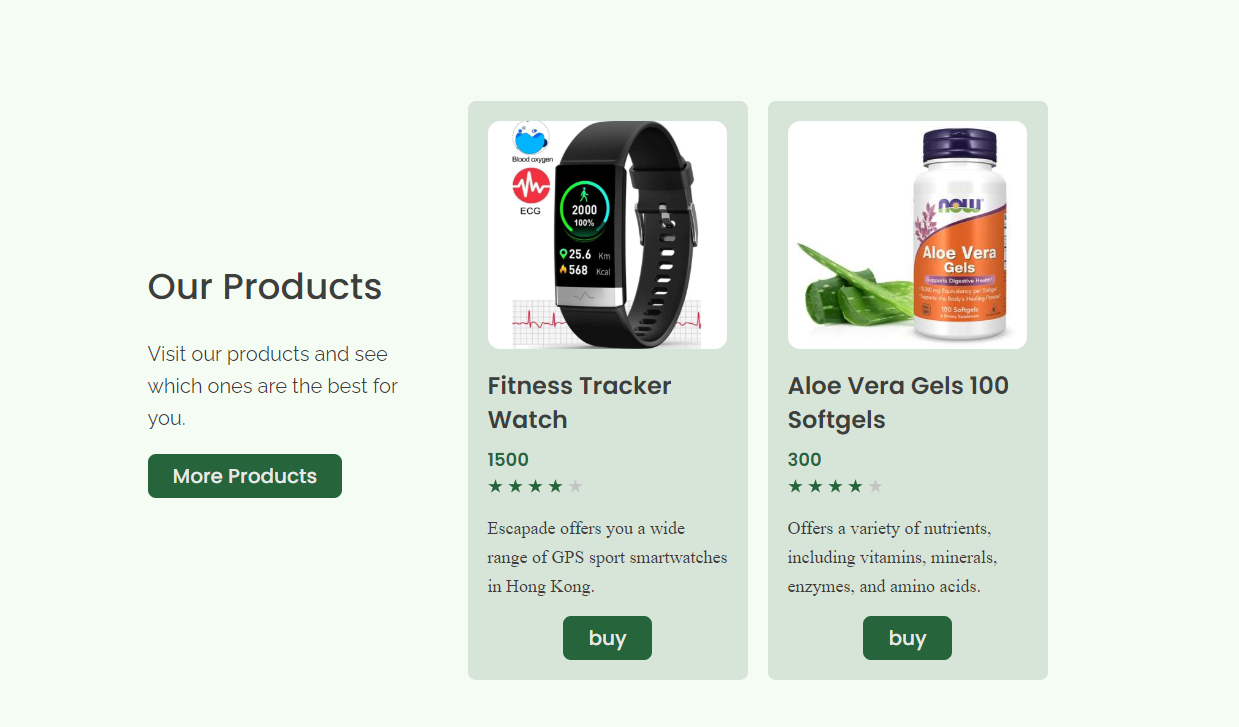 Our Products
Visit our products and see
which ones are the best for
you.
More Products
Blood oxygen
ECG
2000
100%
25.6 Km
568 Kcal
Fitness Tracker
Watch
1500
Escapade offers you a wide
range of GPS sport smartwatches
in Hong Kong.
buy
now
Aloe Vera
Gels
Supports Digestive Health
100 Softgels
Aloe Vera Gels 100
Softgels
300
Offers a variety of nutrients,
including vitamins, minerals,
enzymes, and amino acids.
buy